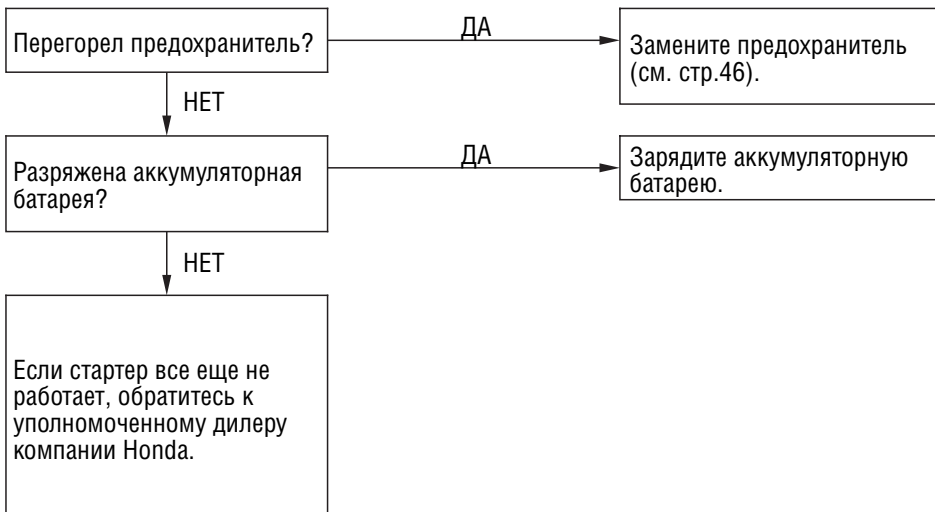 Перегорел предохранитель?
ДА
Замените предохранитель
(см. стр.46).
НЕТ
Разряжена аккумуляторная
батарея?
ДА
Зарядите аккумуляторную
батарею.
НЕТ
Если стартер все еще не
работает, обратитесь к
уполномоченному дилеру
компании Honda.